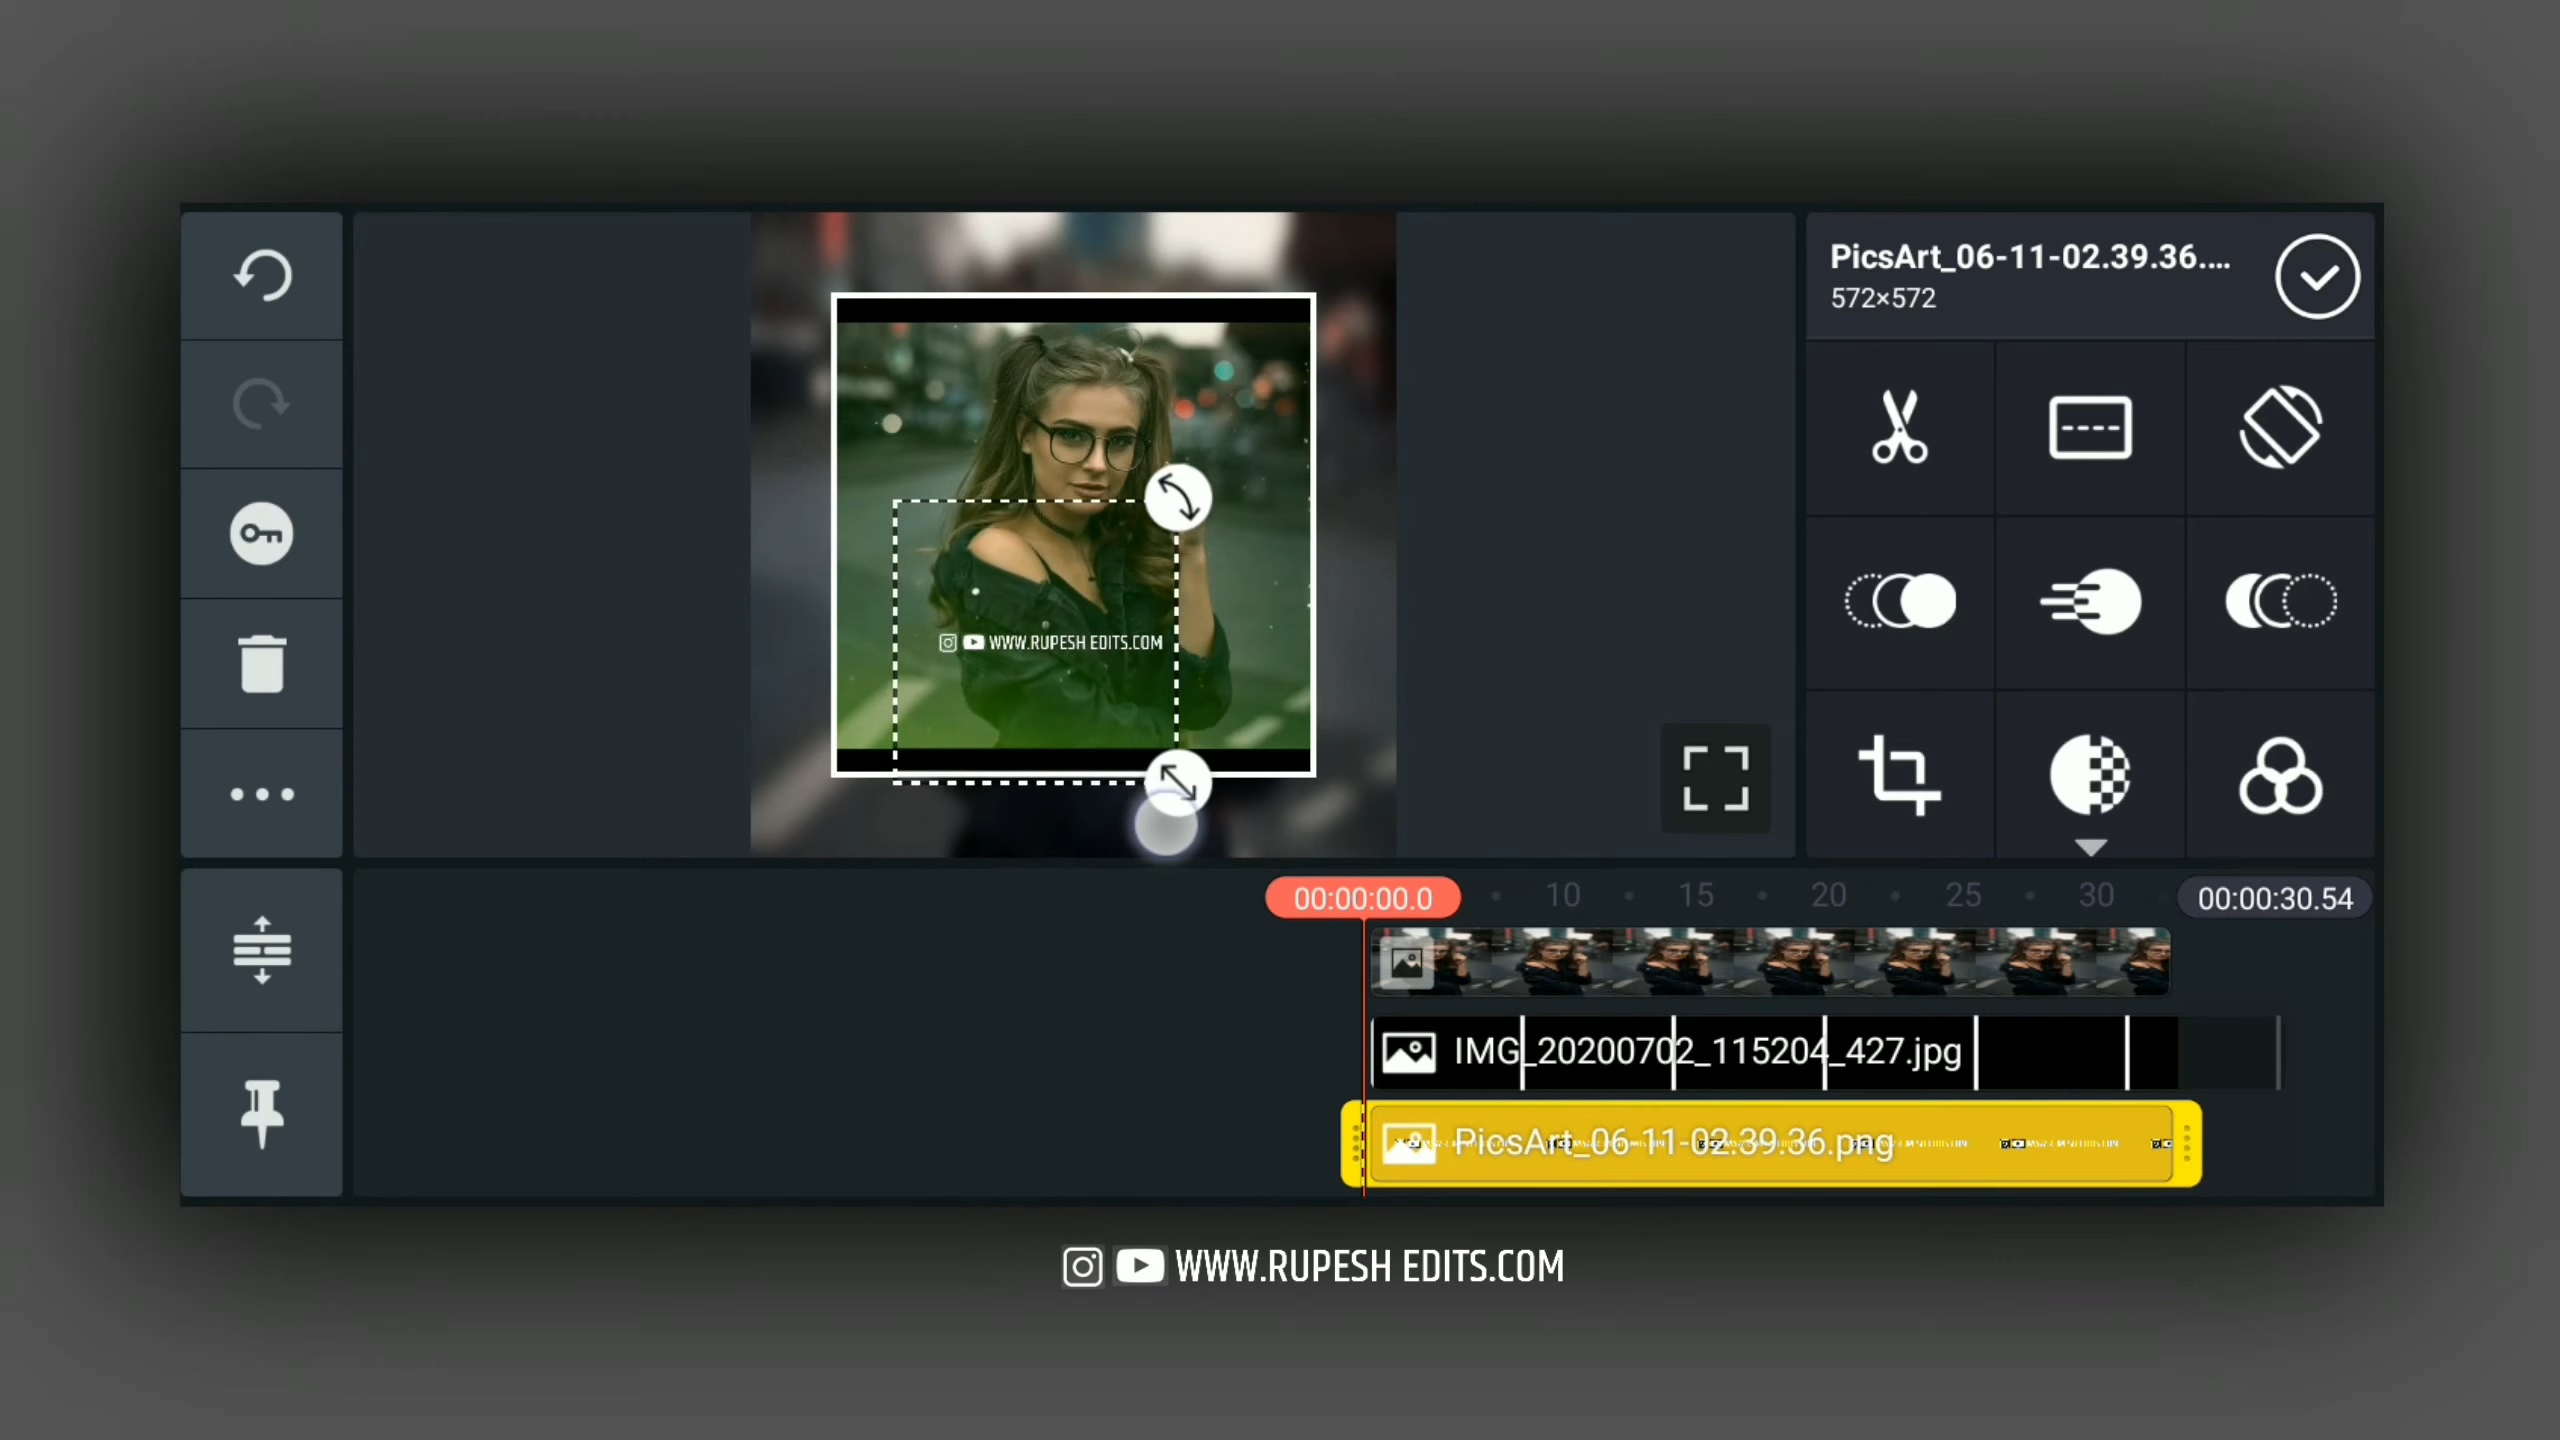 PicsArt_06-11-02.39.36....
572×572
WWW.RUPESH EDITS.COM
00:00:00.0
10
15
20
25
30
00:00:30.54
IMG_20200702_115204_427.jpg
PicsArt_06-11-02.39.36.png
WWW.RUPESH EDITS.COM